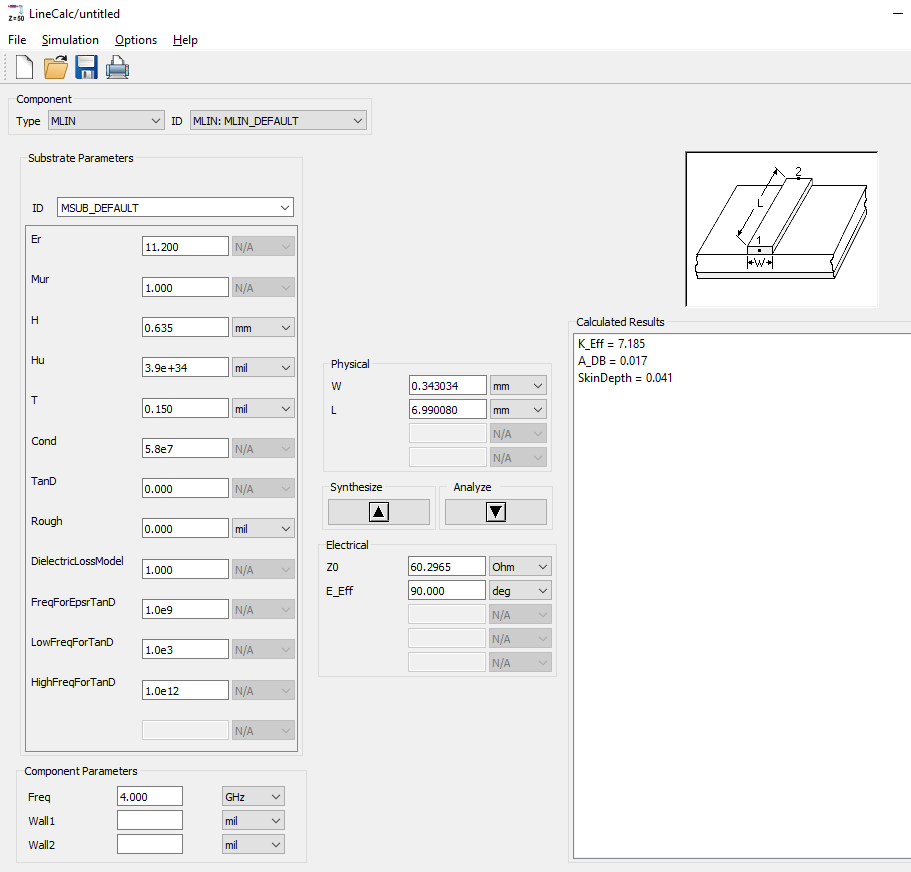 Z=50 LineCalc/untitled
File Simulation Options Help
Component
Type MLIN ID MLIN: MLIN_DEFAULT
Substrate Parameters
ID MSUB_DEFAULT
Er 11.200 N/A
Mur 1.000 N/A
H 0.635 mm
Hu 3.9e+34 mil
T 0.150 mil
Cond 5.8e7 N/A
TanD 0.000 N/A
Rough 0.000 mil
DielectricLossModel 1.000 N/A
FreqForEpsrTanD 1.0e9 N/A
LowFreqForTanD 1.0e3 N/A
HighFreqForTanD 1.0e12 N/A
N/A
Component Parameters
Freq 4.000 GHz
Wall1 mil
Wall2 mil
Physical
W 0.343034 mm
L 6.990080 mm
N/A
N/A
Synthesize Analyze
Electrical
Z0 60.2965 Ohm
E_Eff 90.000 deg
N/A
N/A
N/A
2
L
1
W
Calculated Results
K_Eff = 7.185
A_DB = 0.017
SkinDepth = 0.041